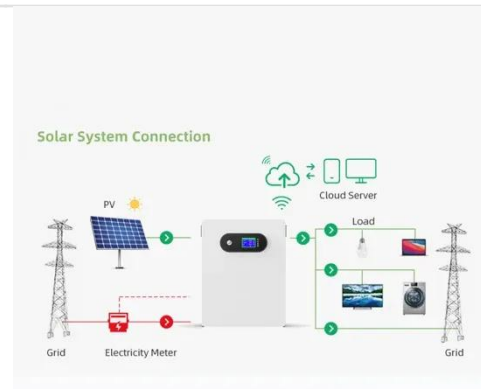 Solar System Connection
Cloud Server
PV
Load
Grid
Electricity Meter
Grid